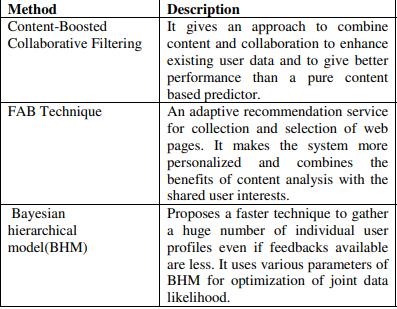 Method
Description
Content-Boosted
Collaborative Filtering
It gives an approach to combine
content and collaboration to enhance
existing user data and to give better
performance than a pure content
based predictor.
FAB Technique
An adaptive recommendation service
for collection and selection of web
pages. It makes the system more
personalized and combines the
benefits of content analysis with the
shared user interests.
Bayesian
hierarchical
model(BHM)
Proposes a faster technique to gather
a huge number of individual user
profiles even if feedbacks available
are less. It uses various parameters of
BHM for optimization of joint data
likelihood.